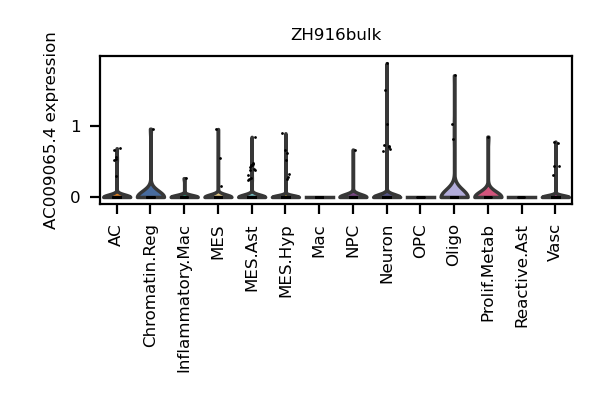 ZH916bulk
AC009065.4 expression
1
0
AC
Chromatin.Reg
Inflammatory.Mac
MES
MES.Ast
MES.Hyp
Mac
NPC
Neuron
OPC
Oligo
Prolif.Metab
Reactive.Ast
Vasc